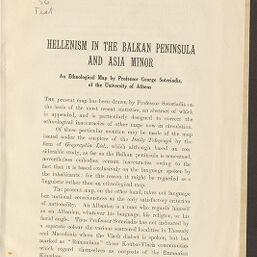 56
HELLENISM IN THE BALKAN PENINSULA
AND ASIA MINOR
An Ethnological Map by Professor George Soteriadis,
of the University of Athens
THE present map has been drawn by Professor Soteriadis on
the basis of the most recent statistics, an abstract of which
is appended, and is particularly designed to correct the
ethnological inaccuracies of other maps now in circulation.
Of these particular mention may be made of the map
issued under the auspices of the Daily Telegraph by the
firm of Geographia Ltd., which although based on con-
siderable study, as far as the Balkan peninsula is concerned,
nevertheless embodies certain inaccuracies owing to the
fact that it is based exclusively on the language spoken by
the inhabitants: for this reason it might be regarded as a
linguistic rather than an ethnological map.
The present map, on the other hand, takes not language
but national consciousness as the only satisfactory criterion
of nationality. An Albanian is a man who regards himself
as an Albanian, whatever his language, his religion, or his
facial angle. Thus Professor Soteriadis has not indicated by
a separate colour the various scattered localities in Thessaly
and Macedonia where the Vlach dialect is spoken, but has
marked as "Rumanians" those Koutso-Vlach communities
which regard themselves as outposts of the Rumanian
Kingdom.